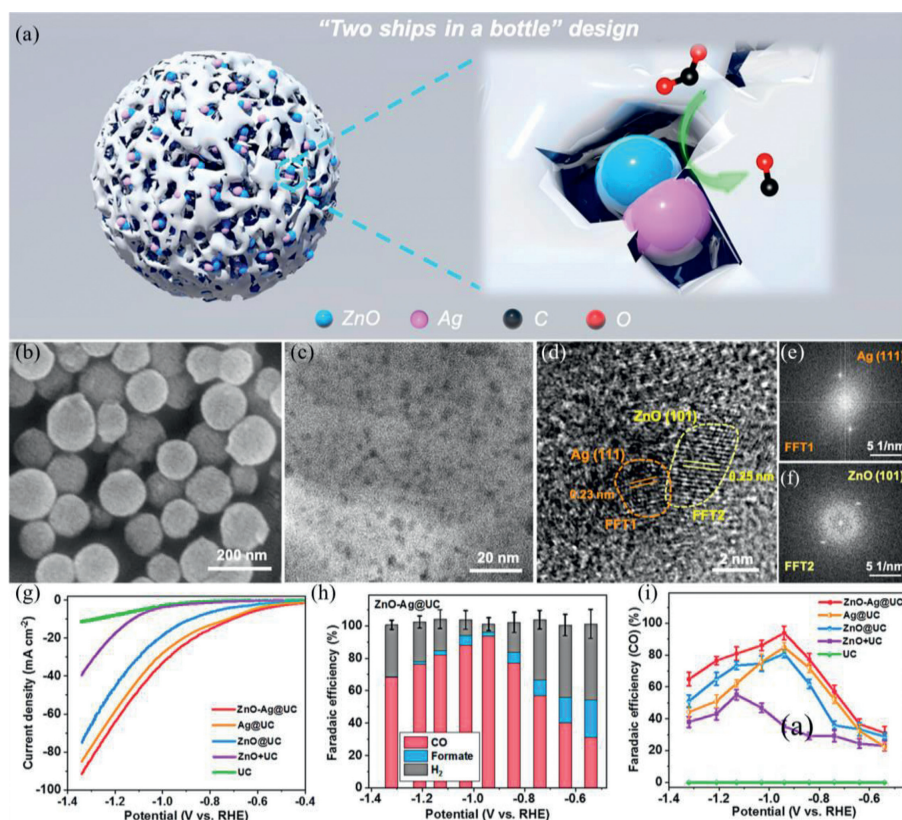 (a)
“Two ships in a bottle” design
ZnO Ag C O
(b)
200 nm
(c)
20 nm
(d)
ZnO (101)
Ag (111)
0.25 nm
0.23 nm
FFT1
FFT2
2 nm
(e)
Ag (111)
FFT1
5 1/nm
(f)
ZnO (101)
FFT2
5 1/nm
(g)
Current density (mA cm⁻²)
0
-20
-40
-60
-80
-100
ZnO-Ag@UC
Ag@UC
ZnO@UC
ZnO+UC
UC
-1.4 -1.2 -1.0 -0.8 -0.6 -0.4
Potential (V vs. RHE)
(h)
ZnO-Ag@UC
Faradaic efficiency (%)
100
80
60
40
20
0
CO
Formate
H₂
-1.4 -1.2 -1.0 -0.8 -0.6
Potential (V vs. RHE)
(i)
Faradaic efficiency (CO) (%)
100
80
60
40
20
0
ZnO-Ag@UC
Ag@UC
ZnO@UC
ZnO+UC
UC
(a)
-1.4 -1.2 -1.0 -0.8 -0.6
Potential (V vs. RHE)